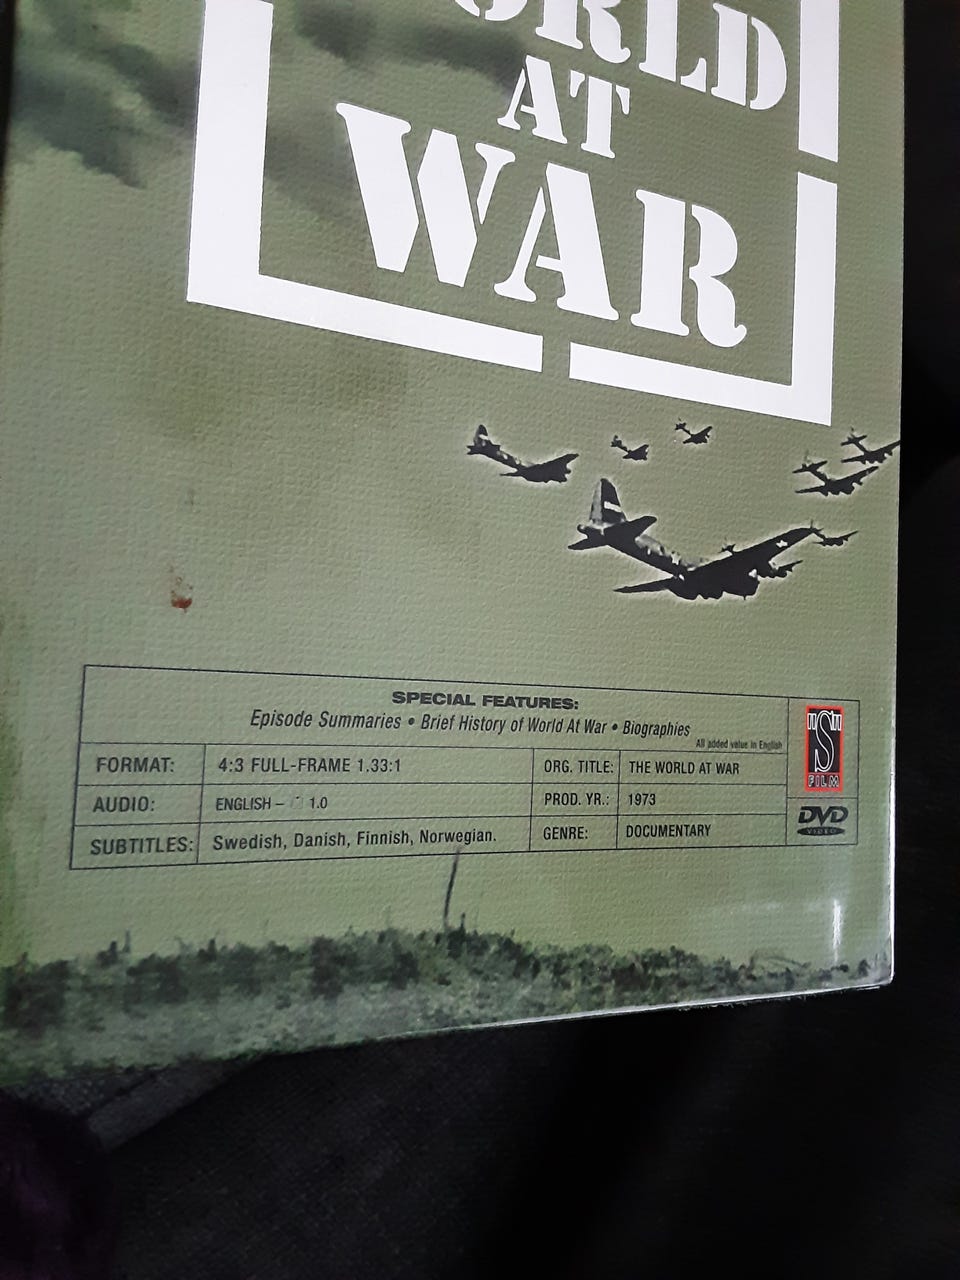 ORLD
AT
WAR
SPECIAL FEATURES:
Episode Summaries • Brief History of World At War • Biographies
All added value in English
FORMAT: 4:3 FULL-FRAME 1.33:1 ORG. TITLE: THE WORLD AT WAR
AUDIO: ENGLISH – 1.0 PROD. YR.: 1973
SUBTITLES: Swedish, Danish, Finnish, Norwegian. GENRE: DOCUMENTARY
"S"
FILM
DVD
VIDEO